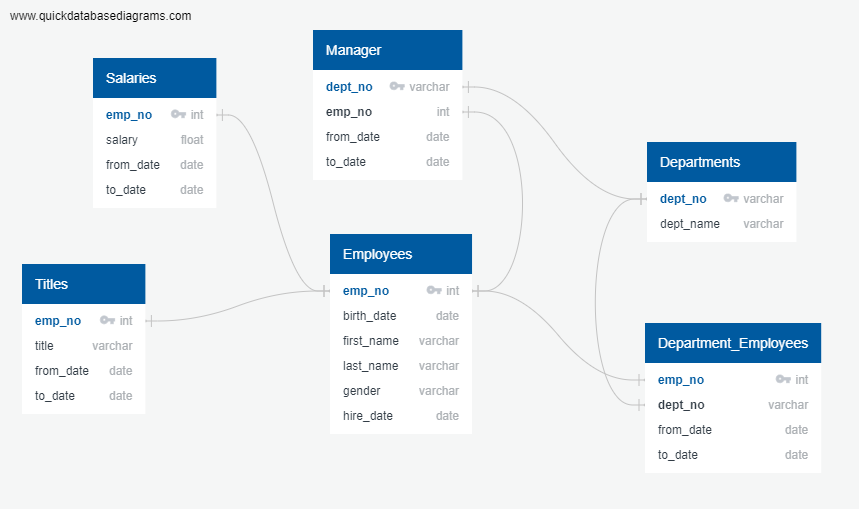 www.quickdatabasediagrams.com
Salaries
emp_no int
salary float
from_date date
to_date date
Manager
dept_no varchar
emp_no int
from_date date
to_date date
Departments
dept_no varchar
dept_name varchar
Titles
emp_no int
title varchar
from_date date
to_date date
Employees
emp_no int
birth_date date
first_name varchar
last_name varchar
gender varchar
hire_date date
Department_Employees
emp_no int
dept_no varchar
from_date date
to_date date